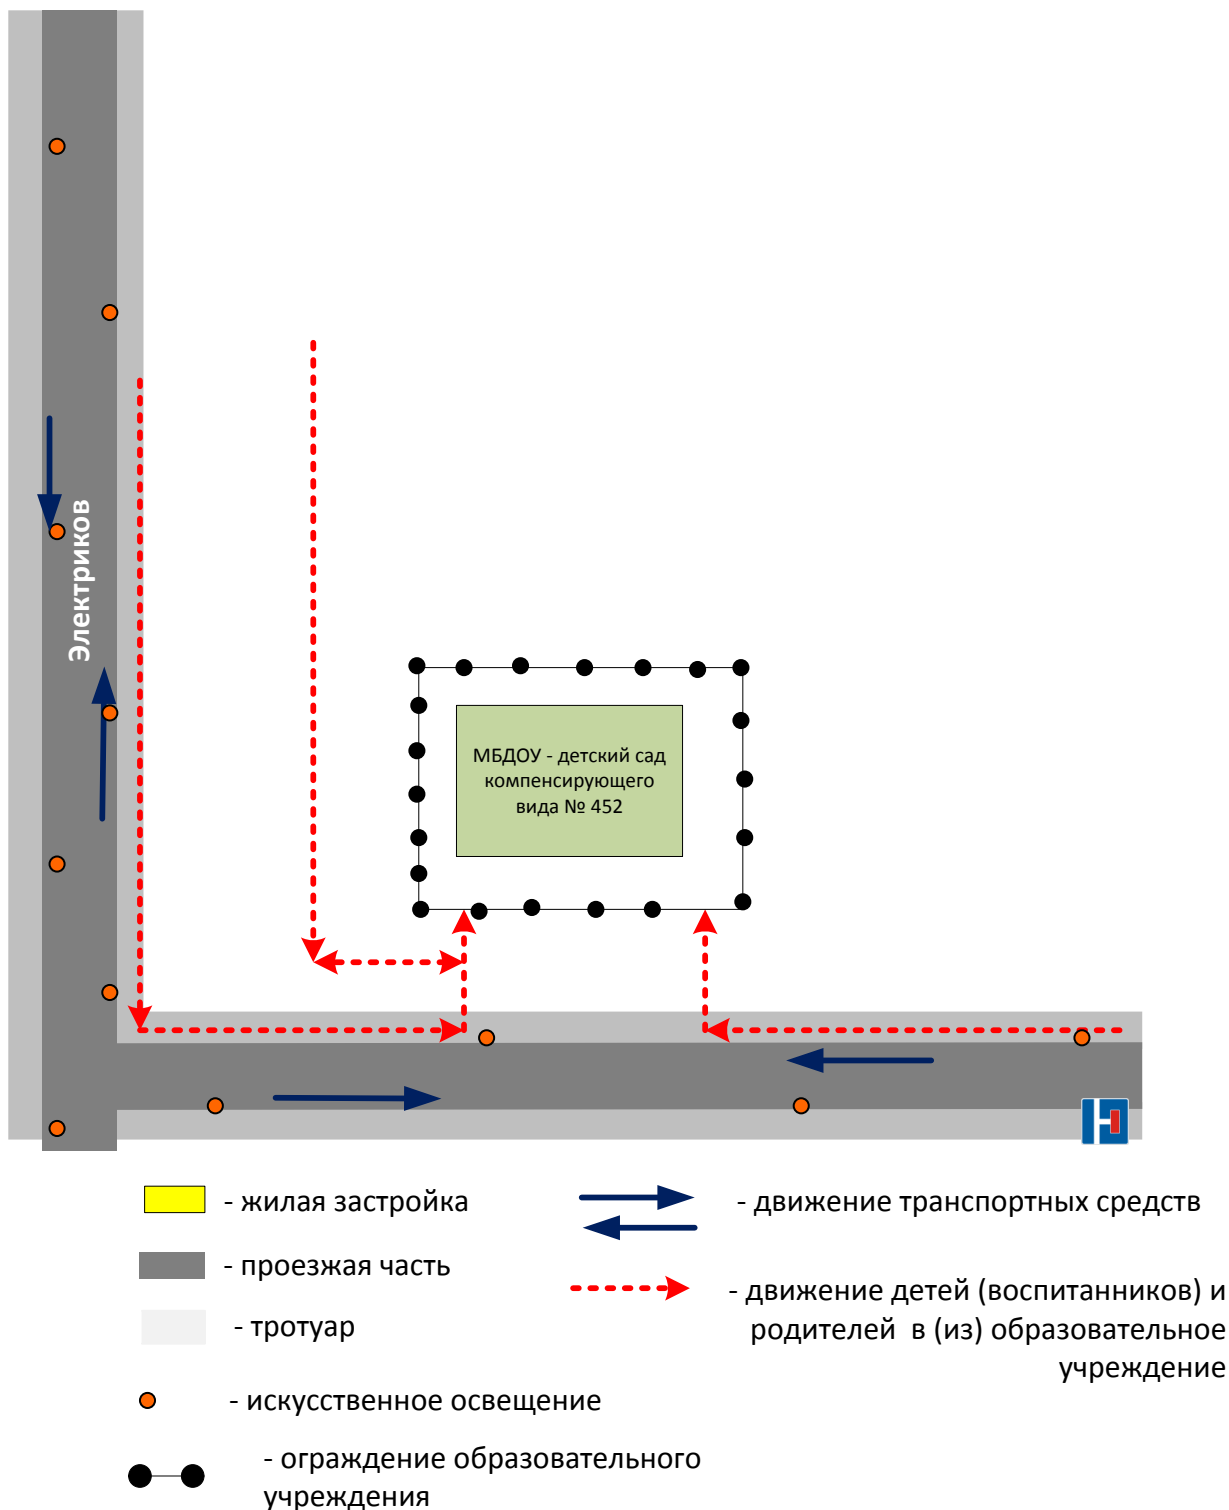 Электриков
МБДОУ - детский сад
компенсирующего
вида № 452
- жилая застройка
- проезжая часть
- тротуар
- искусственное освещение
- ограждение образовательного
учреждения
- движение транспортных средств
- движение детей (воспитанников) и
родителей в (из) образовательное
учреждение